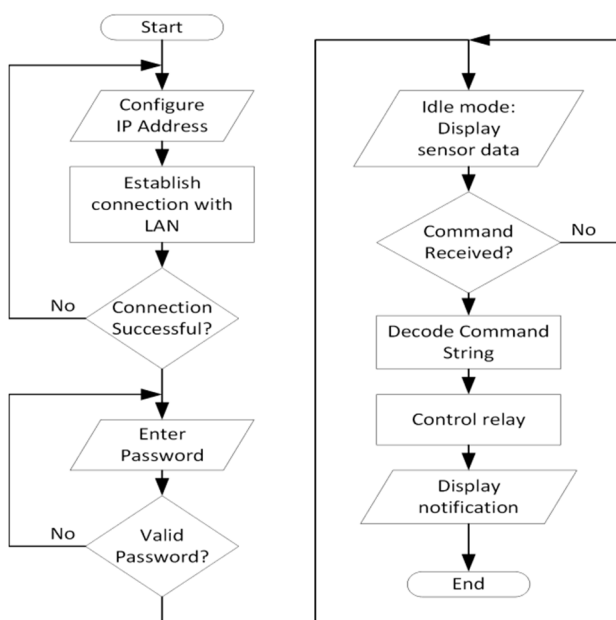 Start
Configure
IP Address
Establish
connection with
LAN
No
Connection
Successful?
Enter
Password
No
Valid
Password?
Idle mode:
Display
sensor data
Command
Received?
No
Decode Command
String
Control relay
Display
notification
End